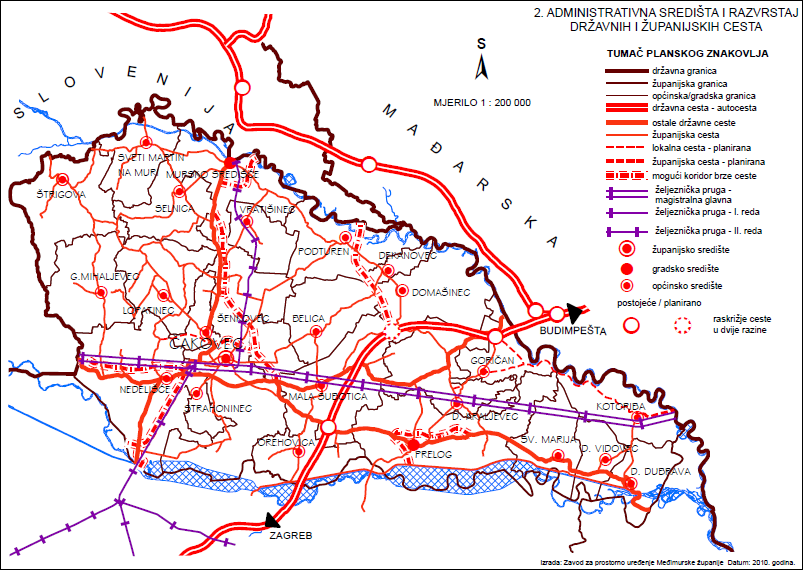 2. ADMINISTRATIVNA SREDIŠTA I RAZVRSTAJ
DRŽAVNIH I ŽUPANIJSKIH CESTA
TUMAČ PLANSKOG ZNAKOVLJA
državna granica
županijska granica
općinska/gradska granica
državna cesta - autocesta
ostale državne ceste
županijska cesta
lokalna cesta - planirana
županijska cesta - planirana
mogući koridor brze ceste
željeznička pruga -
magistralna glavna
željeznička pruga - I. reda
željeznička pruga - II. reda
županijsko središte
gradsko središte
općinsko središte
postojeće / planirano
raskrižje ceste
u dvije razine
S
MJERILO 1 : 200 000
SLOVENIJA
MAĐARSKA
SVETI MARTIN
NA MURI
MURSKO SREDIŠĆE
ŠTRIGOVA
SELNICA
VRATIŠINEC
PODTUREN
DEKANOVEC
G.MIHALJEVEC
DOMAŠINEC
LOPATINEC
ŠENKOVEC
BELICA
ČAKOVEC
BUDIMPEŠTA
GORIČAN
NEDELIŠĆE
MALA SUBOTICA
STRAHONINEC
D. KRALJEVEC
KOTORIBA
OREHOVICA
PRELOG
SV. MARIJA
D. VIDOVEC
D. DUBRAVA
ZAGREB
Izrada: Zavod za prostorno uređenje Međimurske županije Datum: 2010. godina.